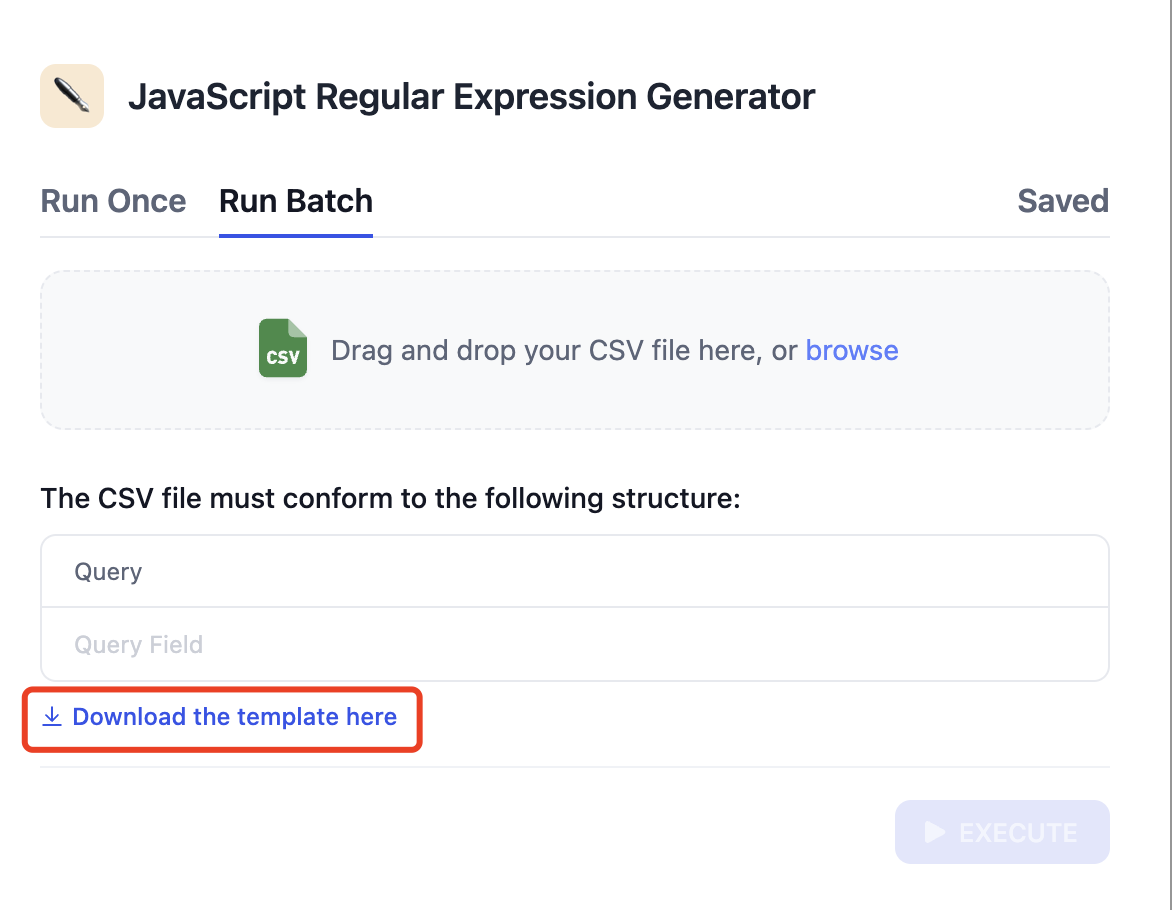 JavaScript Regular Expression Generator
Run Once Run Batch Saved
CSV Drag and drop your CSV file here, or browse
The CSV file must conform to the following structure:
Query
Query Field
Download the template here
EXECUTE